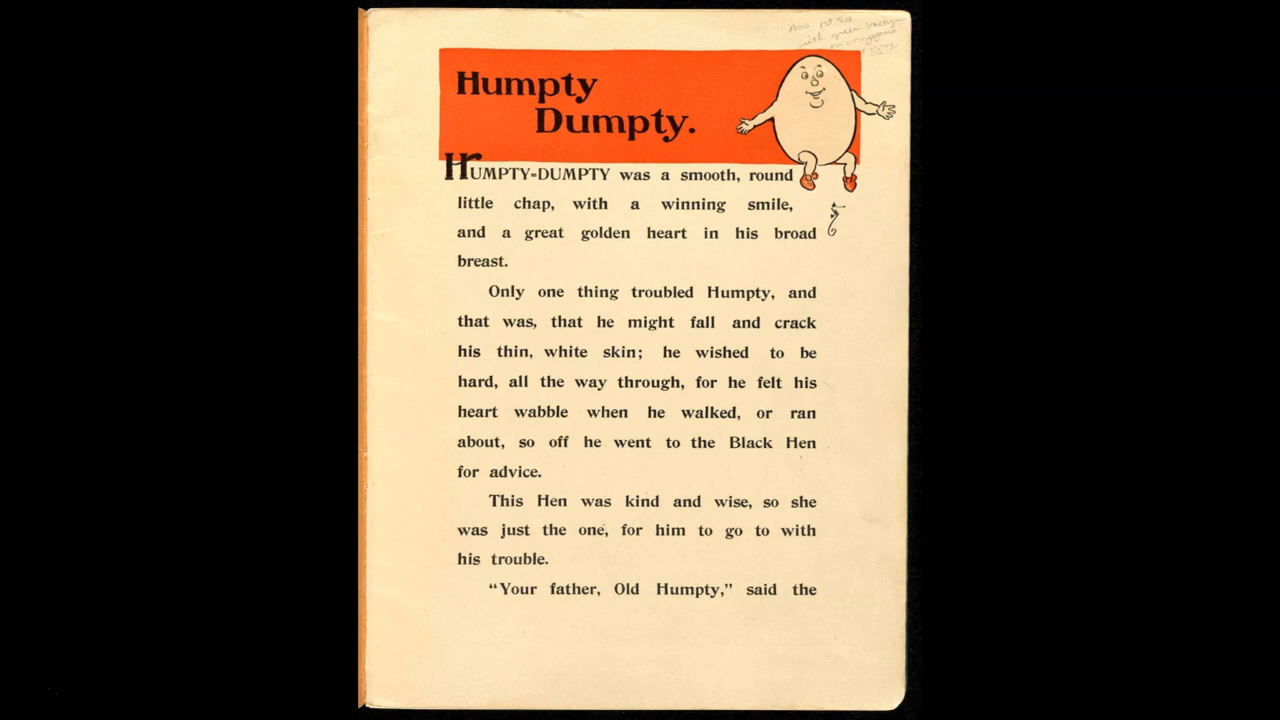 Humpty
Dumpty.
HUMPTY-DUMPTY was a smooth, round
little chap, with a winning smile,
and a great golden heart in his broad
breast.
Only one thing troubled Humpty, and
that was, that he might fall and crack
his thin, white skin; he wished to be
hard, all the way through, for he felt his
heart wabble when he walked, or ran
about, so off he went to the Black Hen
for advice.
This Hen was kind and wise, so she
was just the one, for him to go to with
his trouble.
“Your father, Old Humpty,” said the